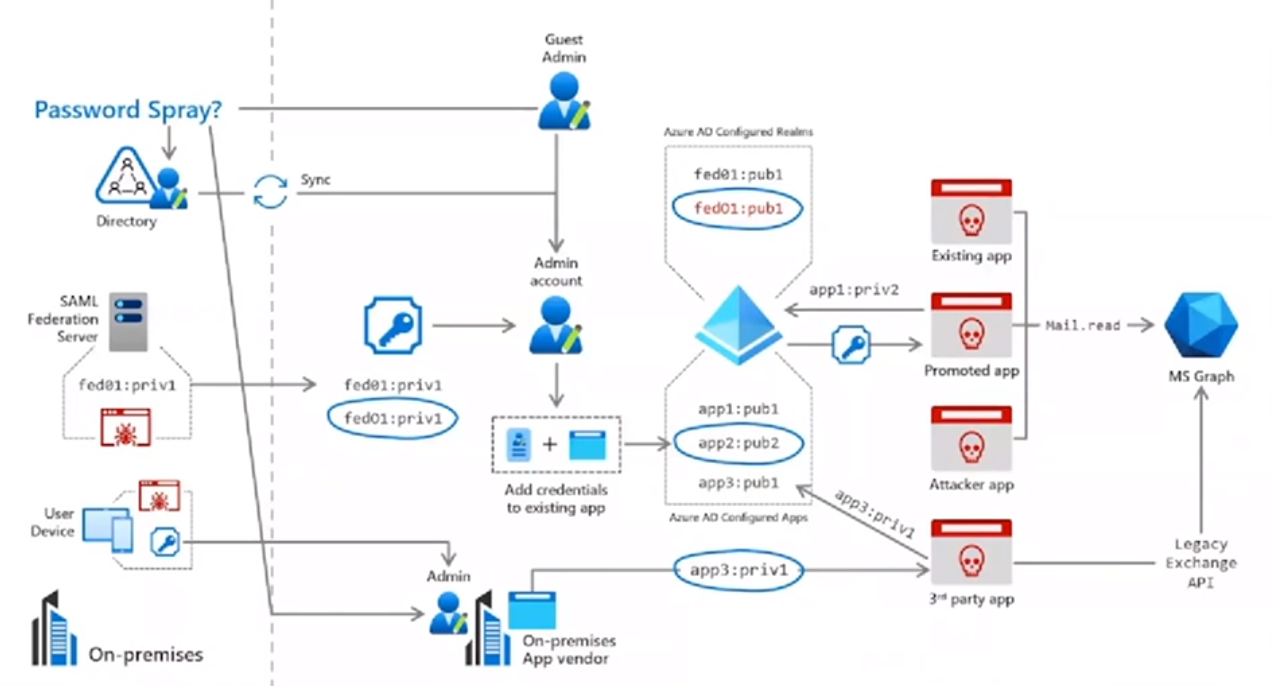 Guest
Admin
Password Spray?
Azure AD Configured Realms
fed01:pub1
fedO1:pub1
Sync
Directory
Existing app
Admin
account
SAML
Federation
Server
app1:priv2
Mail.read
Promoted app
MS Graph
fed01:priv1
fed01:priv1
fedO1:priv1
app1:pub1
app2:pub2
app3:pub1
+
Attacker app
Add credentials
to existing app
Azure AD Configured Apps
app3:priv1
User
Device
Admin
app3:priv1
Legacy
Exchange
API
3rd party app
On-premises
On-premises
App vendor